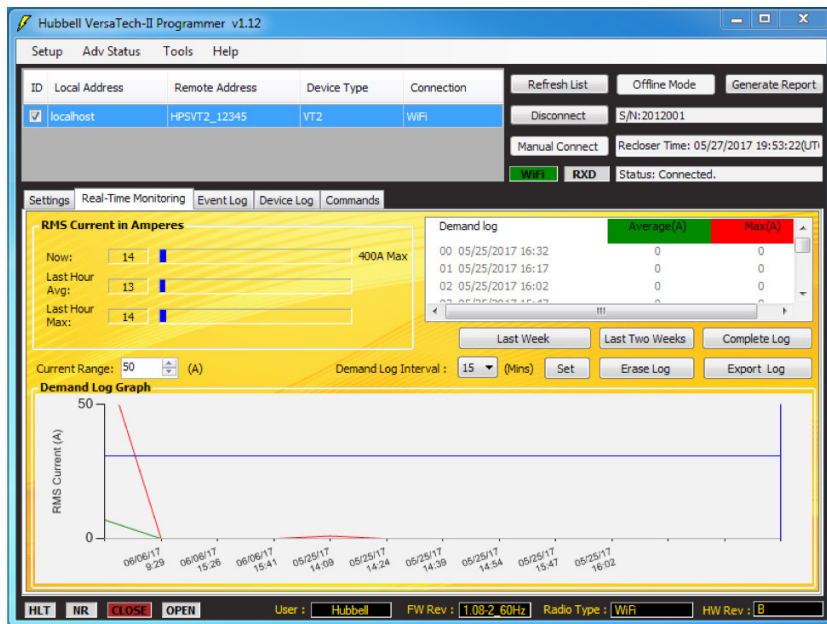 Hubbell VersaTech-II Programmer v1.12
Setup Adv Status Tools Help
ID Local Address Remote Address Device Type Connection
localhost HPSVT2_12345 VT2 WiFi
Refresh List Offline Mode Generate Report
Disconnect S/N:2012001
Manual Connect Recloser Time: 05/27/2017 19:53:22(UT
WiFi RXD Status: Connected.
Settings Real-Time Monitoring Event Log Device Log Commands
RMS Current in Amperes
Now: 14 400A Max
Last Hour
Avg: 13
Last Hour
Max: 14
Demand log Average(A) Max(A)
00 05/25/2017 16:32 0 0
01 05/25/2017 16:17 0 0
02 05/25/2017 16:02 0 0
03 05/25/2017 15:47 0 0
Last Week Last Two Weeks Complete Log
Current Range: 50 (A) Demand Log Interval : 15 (Mins) Set Erase Log Export Log
Demand Log Graph
50
RMS Current (A)
0
06/06/17
9:29
06/06/17
15:26
06/06/17
15:41
05/25/17
14:09
05/25/17
14:24
05/25/17
14:39
05/25/17
14:54
05/25/17
15:47
05/25/17
16:02
HLT NR CLOSE OPEN User : Hubbell FW Rev : 1.08-2_60Hz Radio Type : WiFi HW Rev : B